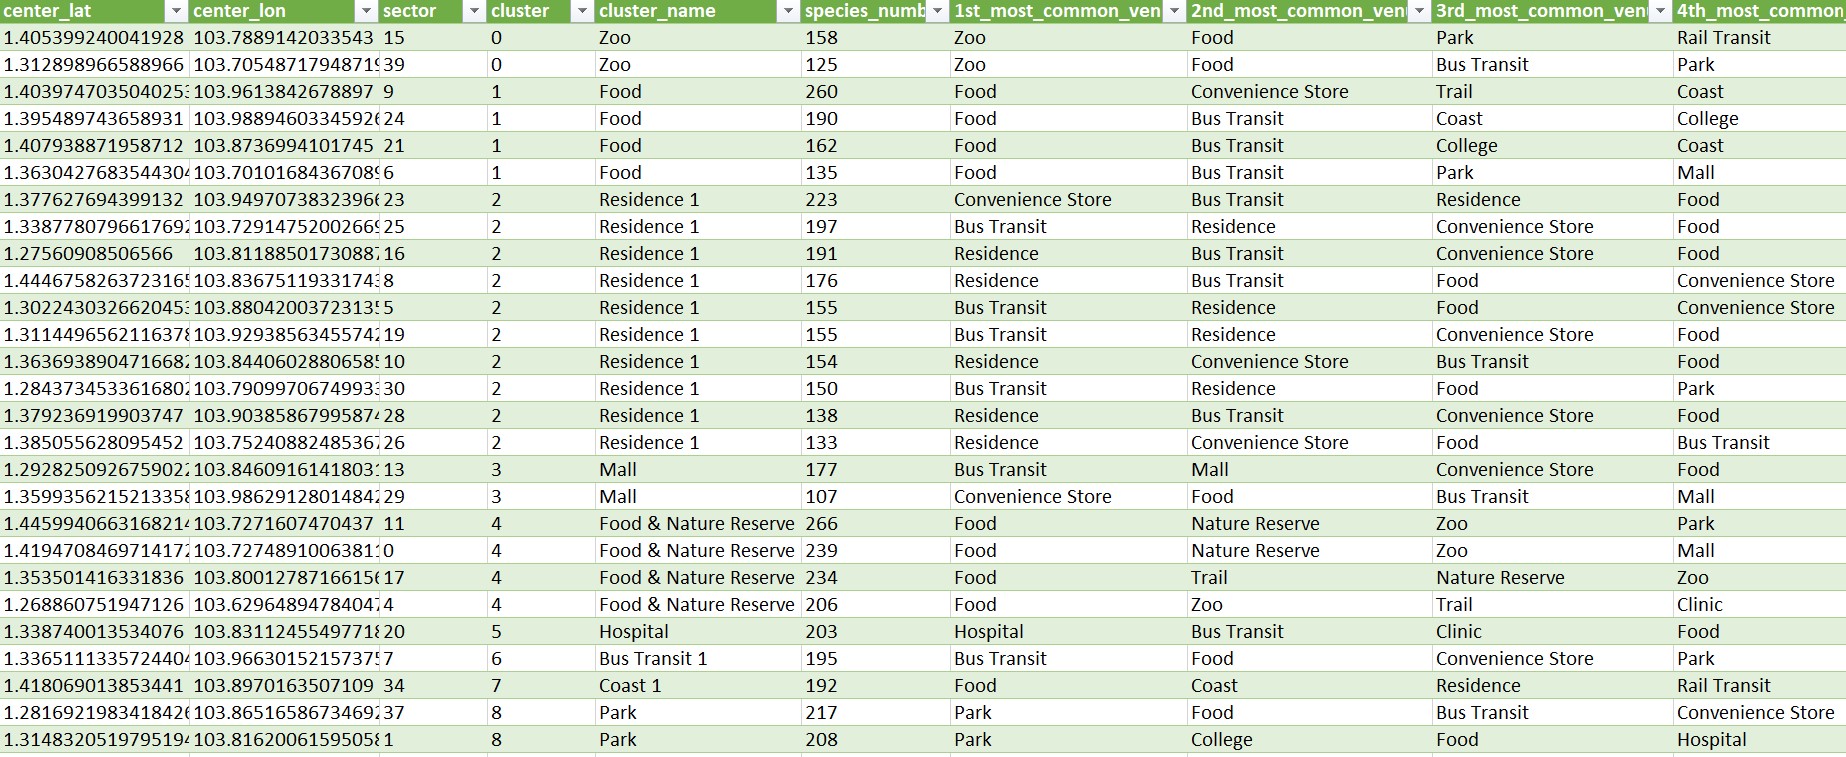 center_lat center_lon sector cluster cluster_name species_numb 1st_most_common_ven 2nd_most_common_venu 3rd_most_common_venu 4th_most_common
1.405399240041928 103.7889142033543 15 0 Zoo 158 Zoo Food Park Rail Transit
1.312898966588966 103.7054871794871 39 0 Zoo 125 Zoo Food Bus Transit Park
1.4039747035040253 103.9613842678897 9 1 Food 260 Food Convenience Store Trail Coast
1.395489743658931 103.9889460334592 24 1 Food 190 Food Bus Transit Coast College
1.407938871958712 103.8736994101745 21 1 Food 162 Food Bus Transit College Coast
1.3630427683544304 103.7010168436708 6 1 Food 135 Food Bus Transit Park Mall
1.377627694399132 103.9497073832396 23 2 Residence 1 223 Convenience Store Bus Transit Residence Food
1.3387780796617692 103.7291475200266 25 2 Residence 1 197 Bus Transit Residence Convenience Store Food
1.27560908506566 103.8118850173088 16 2 Residence 1 191 Residence Bus Transit Convenience Store Food
1.4446758263723165 103.8367511933174 8 2 Residence 1 176 Residence Bus Transit Food Convenience Store
1.3022430326620453 103.8804200372313 5 2 Residence 1 155 Bus Transit Residence Food Convenience Store
1.3114496562116378 103.9293856345574 19 2 Residence 1 155 Bus Transit Residence Convenience Store Food
1.3636938904716682 103.8440602880658 10 2 Residence 1 154 Residence Convenience Store Bus Transit Food
1.2843734533616802 103.7909970674993 30 2 Residence 1 150 Bus Transit Residence Food Park
1.379236919903747 103.9038586799587 28 2 Residence 1 138 Residence Bus Transit Convenience Store Food
1.385055628095452 103.7524088248536 26 2 Residence 1 133 Residence Convenience Store Food Bus Transit
1.2928250926759022 103.8460916141803 13 3 Mall 177 Bus Transit Mall Convenience Store Food
1.3599356215213358 103.9862912801484 29 3 Mall 107 Convenience Store Food Bus Transit Mall
1.4459940663168214 103.7271607470437 11 4 Food & Nature Reserve 266 Food Nature Reserve Zoo Park
1.4194708469714172 103.7274891006381 0 4 Food & Nature Reserve 239 Food Nature Reserve Zoo Mall
1.353501416331836 103.8001278716615 17 4 Food & Nature Reserve 234 Food Trail Nature Reserve Zoo
1.268860751947126 103.6296489478404 4 4 Food & Nature Reserve 206 Food Zoo Trail Clinic
1.338740013534076 103.8311245549771 20 5 Hospital 203 Hospital Bus Transit Clinic Food
1.3365111335724404 103.9663015215737 7 6 Bus Transit 1 195 Bus Transit Food Convenience Store Park
1.418069013853441 103.8970163507109 34 7 Coast 1 192 Food Coast Residence Rail Transit
1.2816921983418426 103.8651658673469 37 8 Park 217 Park Food Bus Transit Convenience Store
1.3148320519795194 103.8162006159505 1 8 Park 208 Park College Food Hospital